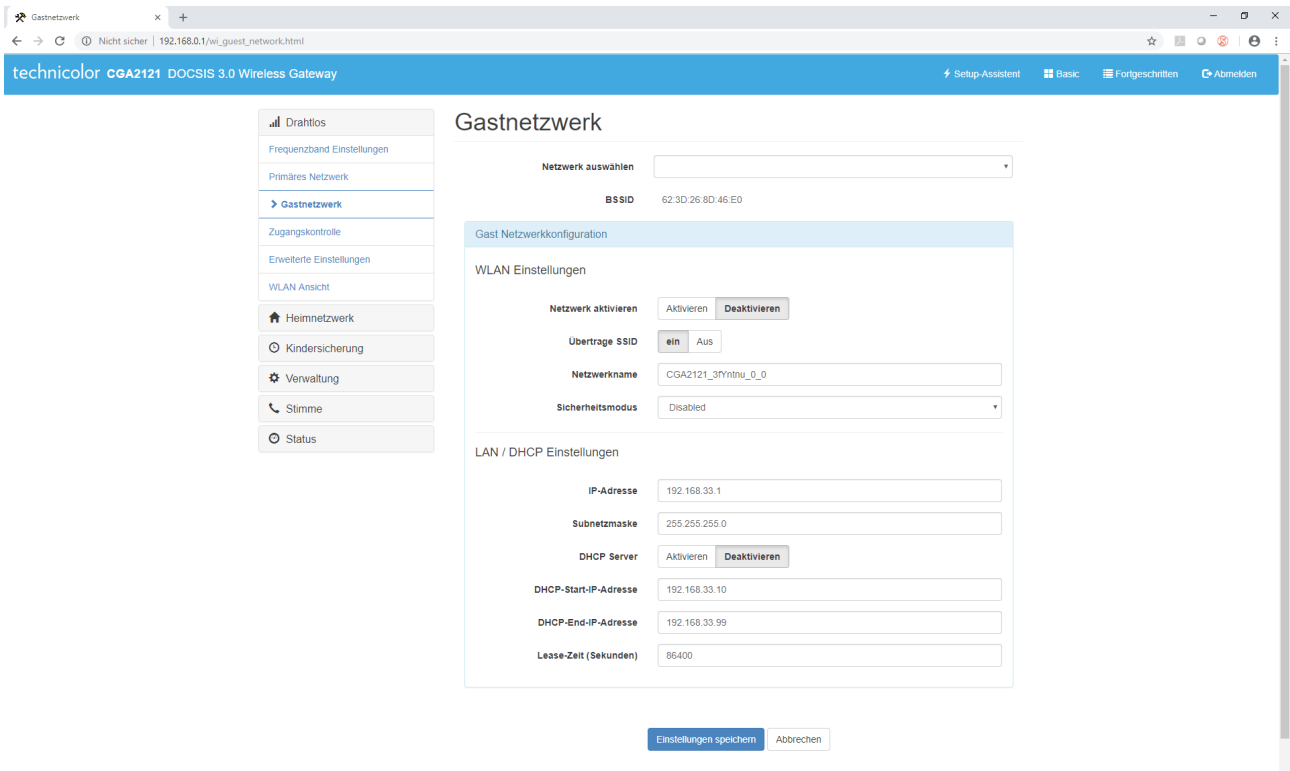 Gastnetzwerk
Nicht sicher | 192.168.0.1/wi_guest_network.html
technicolor CGA2121 DOCSIS 3.0 Wireless Gateway
Setup-Assistent Basic Fortgeschritten Abmelden
Drahtlos
Frequenzband Einstellungen
Primäres Netzwerk
Gastnetzwerk
Zugangskontrolle
Erweiterte Einstellungen
WLAN Ansicht
Heimnetzwerk
Kindersicherung
Verwaltung
Stimme
Status
Gastnetzwerk
Netzwerk auswählen
BSSID 62:3D:26:8D:46:E0
Gast Netzwerkkonfiguration
WLAN Einstellungen
Netzwerk aktivieren Aktivieren Deaktivieren
Übertrage SSID ein Aus
Netzwerkname CGA2121_3fYntnu_0_0
Sicherheitsmodus Disabled
LAN / DHCP Einstellungen
IP-Adresse 192.168.33.1
Subnetzmaske 255.255.255.0
DHCP Server Aktivieren Deaktivieren
DHCP-Start-IP-Adresse 192.168.33.10
DHCP-End-IP-Adresse 192.168.33.99
Lease-Zeit (Sekunden) 86400
Einstellungen speichern Abbrechen